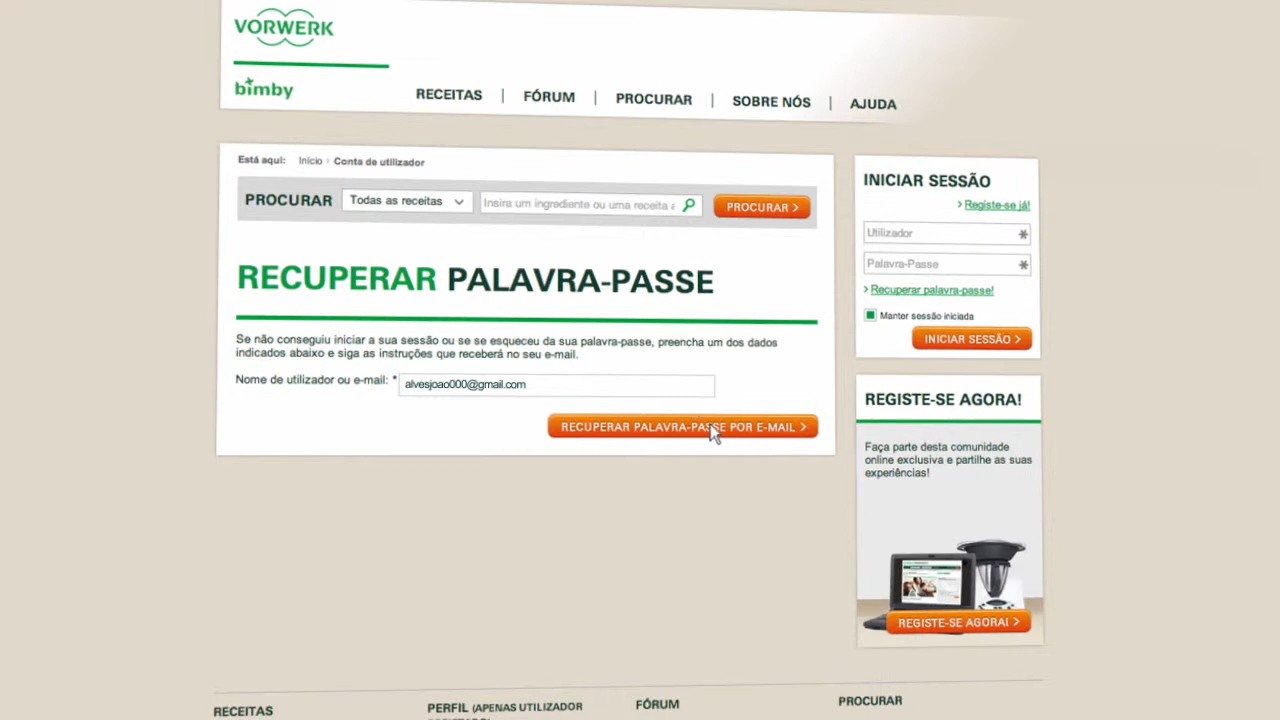 VORWERK
bimby
RECEITAS | FÓRUM | PROCURAR | SOBRE NÓS | AJUDA
Está aqui: Início › Conta de utilizador
PROCURAR Todas as receitas Insira um ingrediente ou uma receita a PROCURAR >
RECUPERAR PALAVRA-PASSE
Se não conseguiu iniciar a sua sessão ou se se esqueceu da sua palavra-passe, preencha um dos dados
indicados abaixo e siga as instruções que receberá no seu e-mail.
Nome de utilizador ou e-mail: * alvesjoao000@gmail.com
RECUPERAR PALAVRA-PASSE POR E-MAIL >
INICIAR SESSÃO
> Registe-se já!
Utilizador *
Palavra-Passe *
> Recuperar palavra-passe!
Manter sessão iniciada
INICIAR SESSÃO >
REGISTE-SE AGORA!
Faça parte desta comunidade
online exclusiva e partilhe as suas
experiências!
REGISTE-SE AGORA! >
RECEITAS
PERFIL (APENAS UTILIZADOR
FÓRUM
PROCURAR